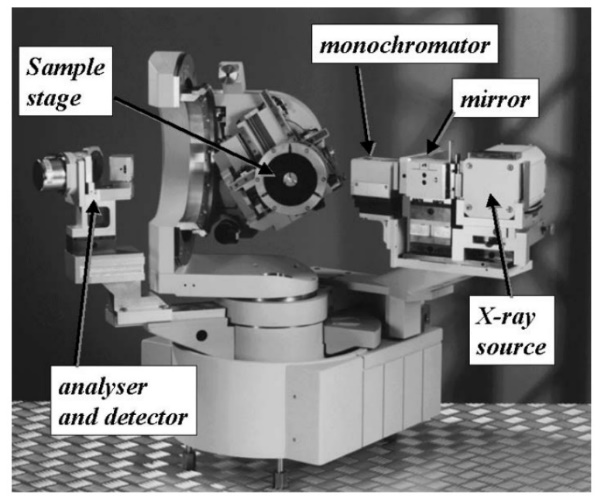 Sample
stage
monochromator
mirror
X-ray
source
analyser
and detector